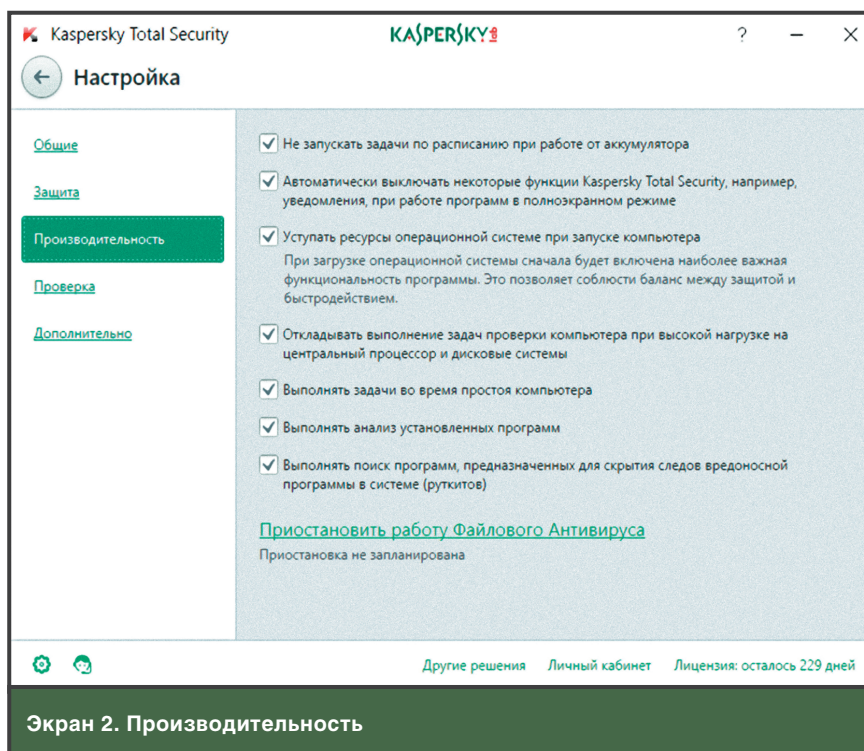 Kaspersky Total Security
KASPERSKY lab
?
Настройка
Общие
Защита
Производительность
Проверка
Дополнительно
Не запускать задачи по расписанию при работе от аккумулятора
Автоматически выключать некоторые функции Kaspersky Total Security, например,
уведомления, при работе программ в полноэкранном режиме
Уступать ресурсы операционной системе при запуске компьютера
При загрузке операционной системы сначала будет включена наиболее важная
функциональность программы. Это позволяет соблюсти баланс между защитой и
быстродействием.
Откладывать выполнение задач проверки компьютера при высокой нагрузке на
центральный процессор и дисковые системы
Выполнять задачи во время простоя компьютера
Выполнять анализ установленных программ
Выполнять поиск программ, предназначенных для скрытия следов вредоносной
программы в системе (руткитов)
Приостановить работу Файлового Антивируса
Приостановка не запланирована
Другие решения
Личный кабинет
Лицензия: осталось 229 дней
Экран 2. Производительность